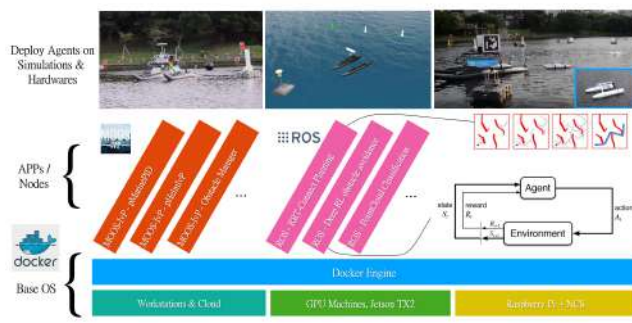 Deploy Agents on
Simulations &
Hardwares
APPs /
Nodes
MOOS-IvP - pMarinePID
MOOS-IvP - pHelmIvP
MOOS-IvP - Obstacle Manager
...
ROS
ROS - RRT-Connect Planning
ROS - Deep RL obstacle avoidance
ROS - PointCloud Classification
...
Agent
state
reward
action
Environment
docker
Base OS
Docker Engine
Workstations & Cloud
GPU Machines, Jetson TX2
Raspberry Pi + NCS